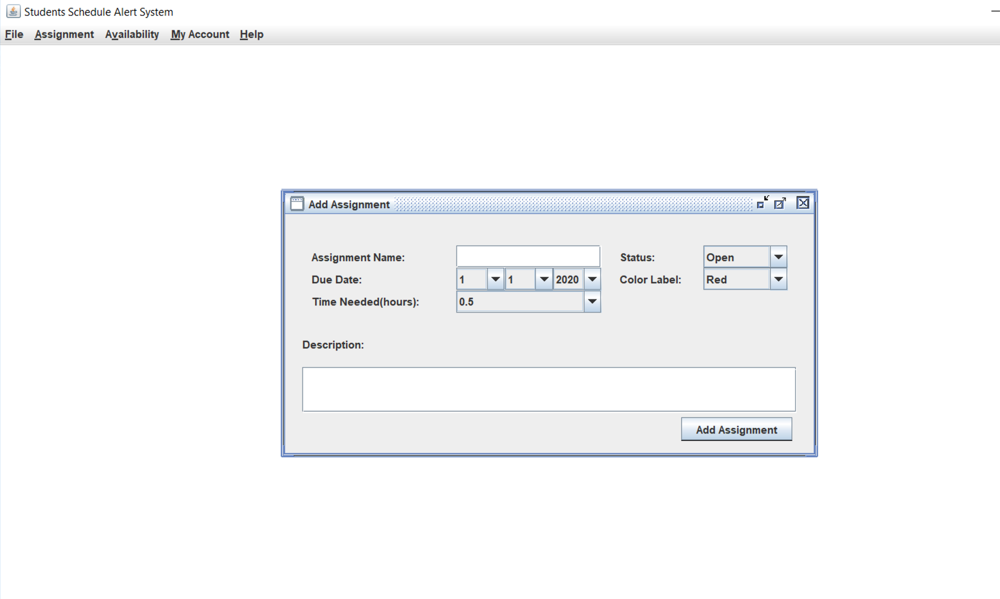 Students Schedule Alert System
File Assignment Availability My Account Help
Add Assignment
Assignment Name: Status: Open
Due Date: 1 1 2020 Color Label: Red
Time Needed(hours): 0.5
Description:
Add Assignment